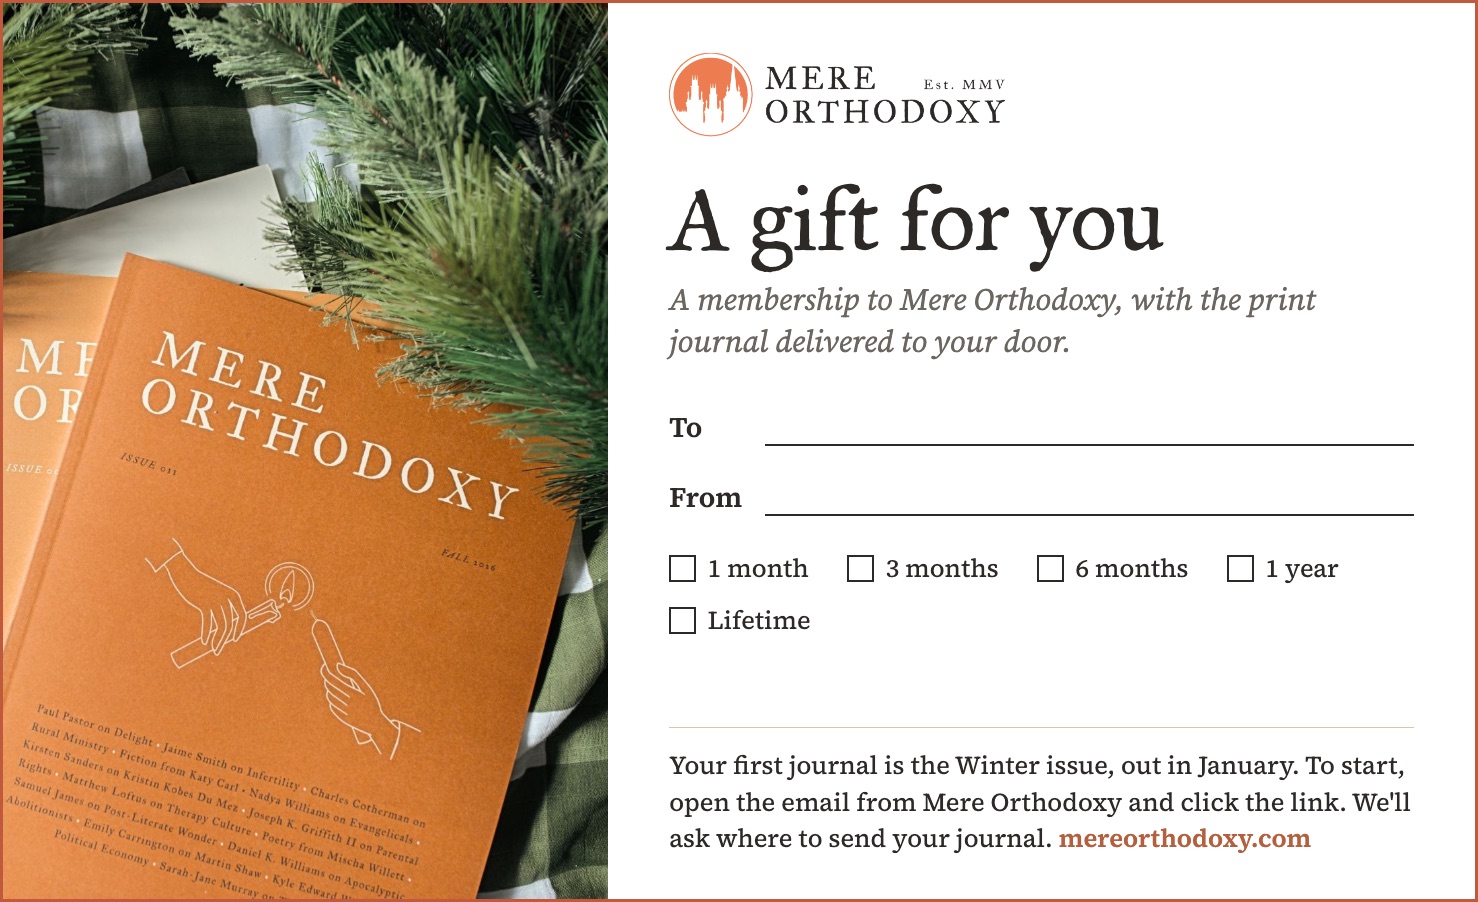 MERE
Est. MMV
ORTHODOXY
A gift for you
A membership to Mere Orthodoxy, with the print
journal delivered to your door.
To
From
1 month
3 months
6 months
1 year
Lifetime
Your first journal is the Winter issue, out in January. To start,
open the email from Mere Orthodoxy and click the link. We'll
ask where to send your journal. mereorthodoxy.com
ME
OR
ISSUE
MERE
ORTHODOXY
ISSUE 011
FALL 2026
Paul Pastor on Delight • Jaime Smith on Infertility • Charles Cotherman on
Rural Ministry • Fiction from Katy Carl • Nadya Williams on Evangelicals •
Kirsten Sanders on Kristin Kobes Du Mez • Joseph K. Griffith II on Parental
Rights • Matthew Loftus on Therapy Culture • Poetry from Mischa Willett •
Samuel James on Post-Literate Wonder • Daniel K. Williams on Apocalyptic
Abolitionists • Emily Carrington on Martin Shaw • Kyle Edward
Political Economy • Sarah-Jane Murray on